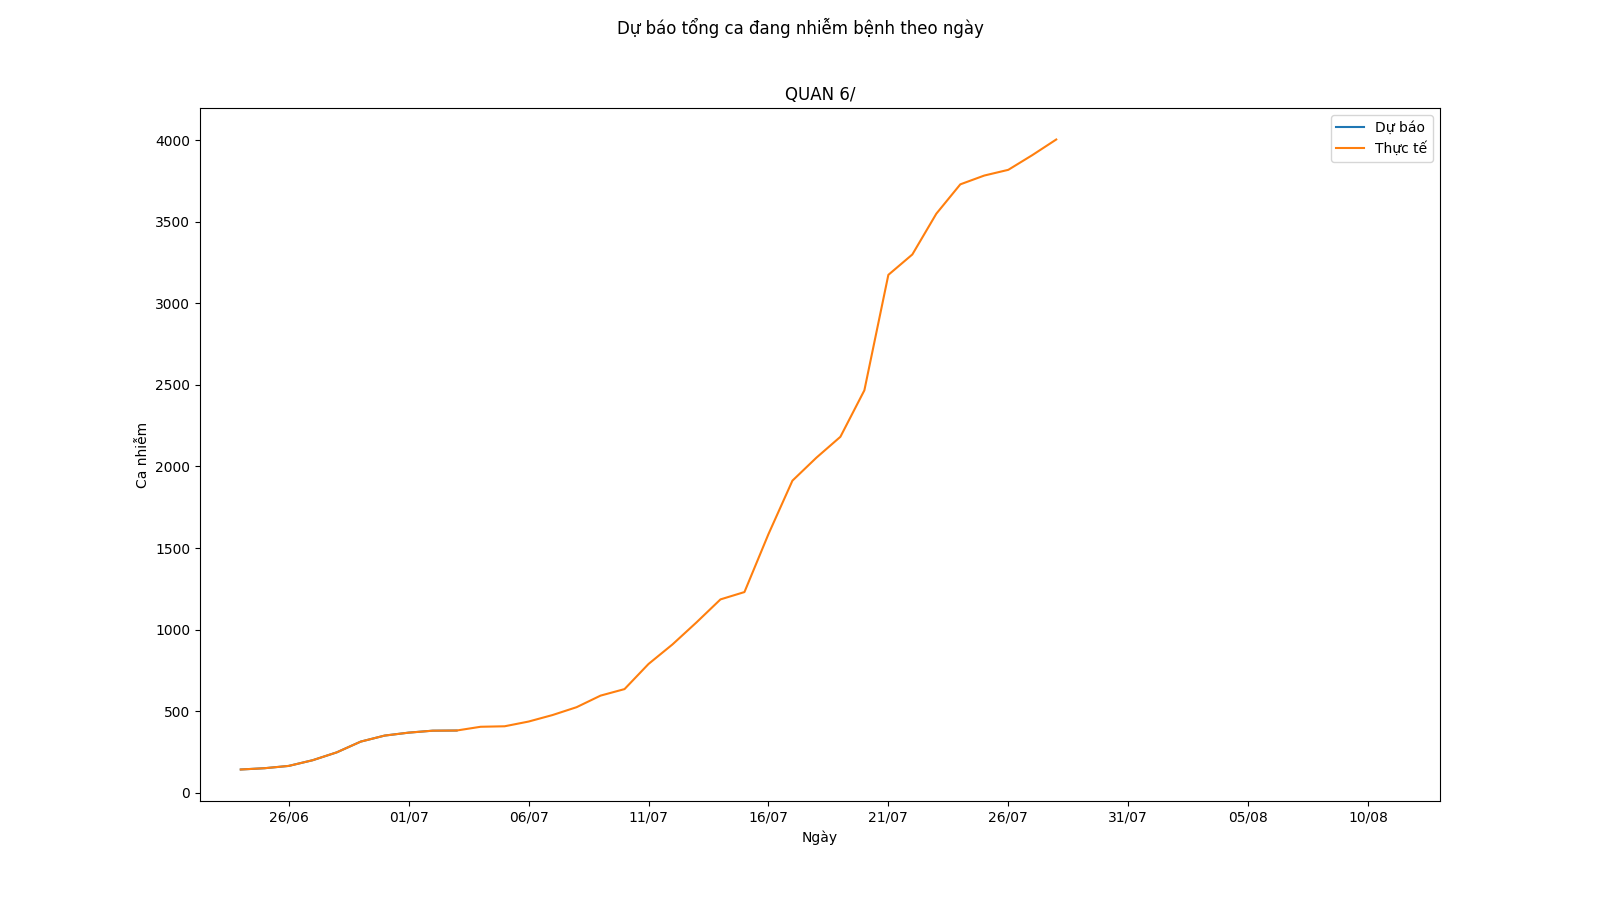 Dự báo tổng ca đang nhiễm bệnh theo ngày
QUAN 6/
Dự báo
Thực tế
4000
3500
3000
2500
2000
1500
1000
500
0
Ca nhiễm
26/06 01/07 06/07 11/07 16/07 21/07 26/07 31/07 05/08 10/08
Ngày